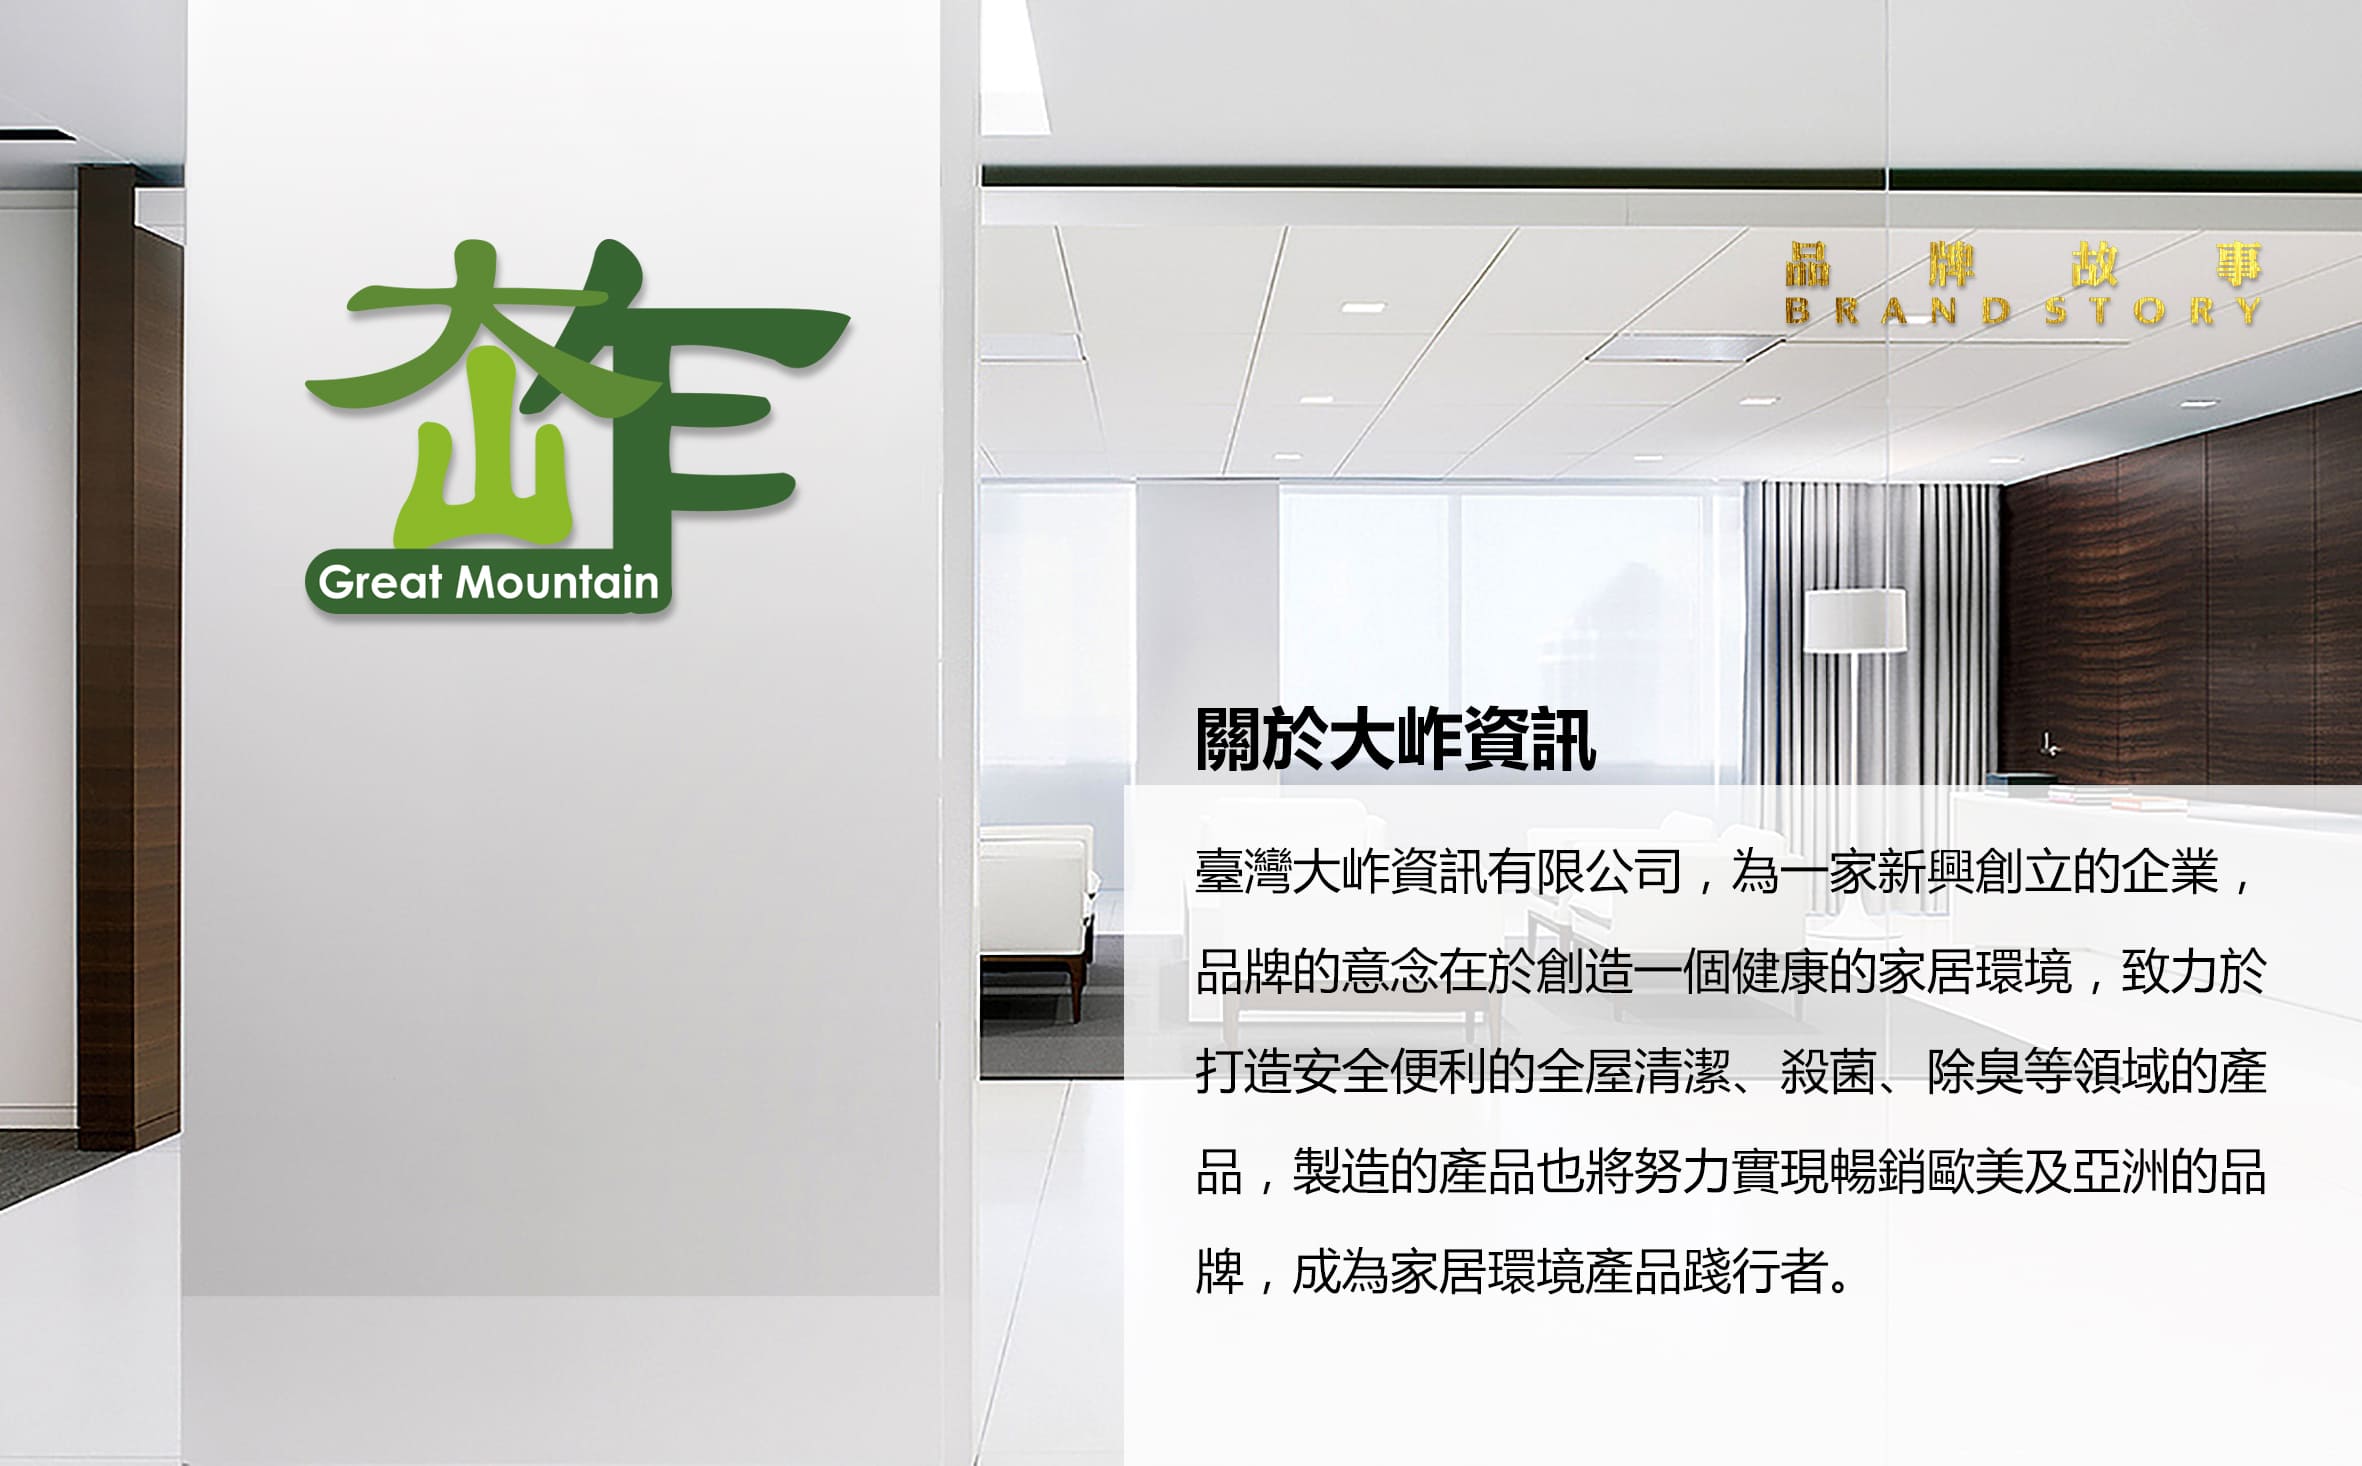 大岞
Great Mountain
品牌故事
BRAND STORY
關於大岞資訊
臺灣大岞資訊有限公司，為一家新興創立的企業，
品牌的意念在於創造一個健康的家居環境，致力於
打造安全便利的全屋清潔、殺菌、除臭等領域的產
品，製造的產品也將努力實現暢銷歐美及亞洲的品
牌，成為家居環境產品踐行者。